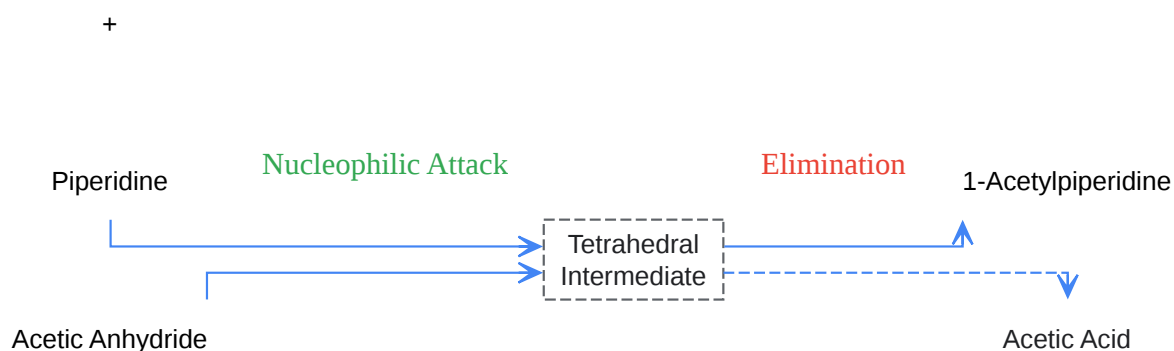 +
Nucleophilic Attack
Elimination
Piperidine
1-Acetylpiperidine
Tetrahedral
Intermediate
Acetic Anhydride
Acetic Acid